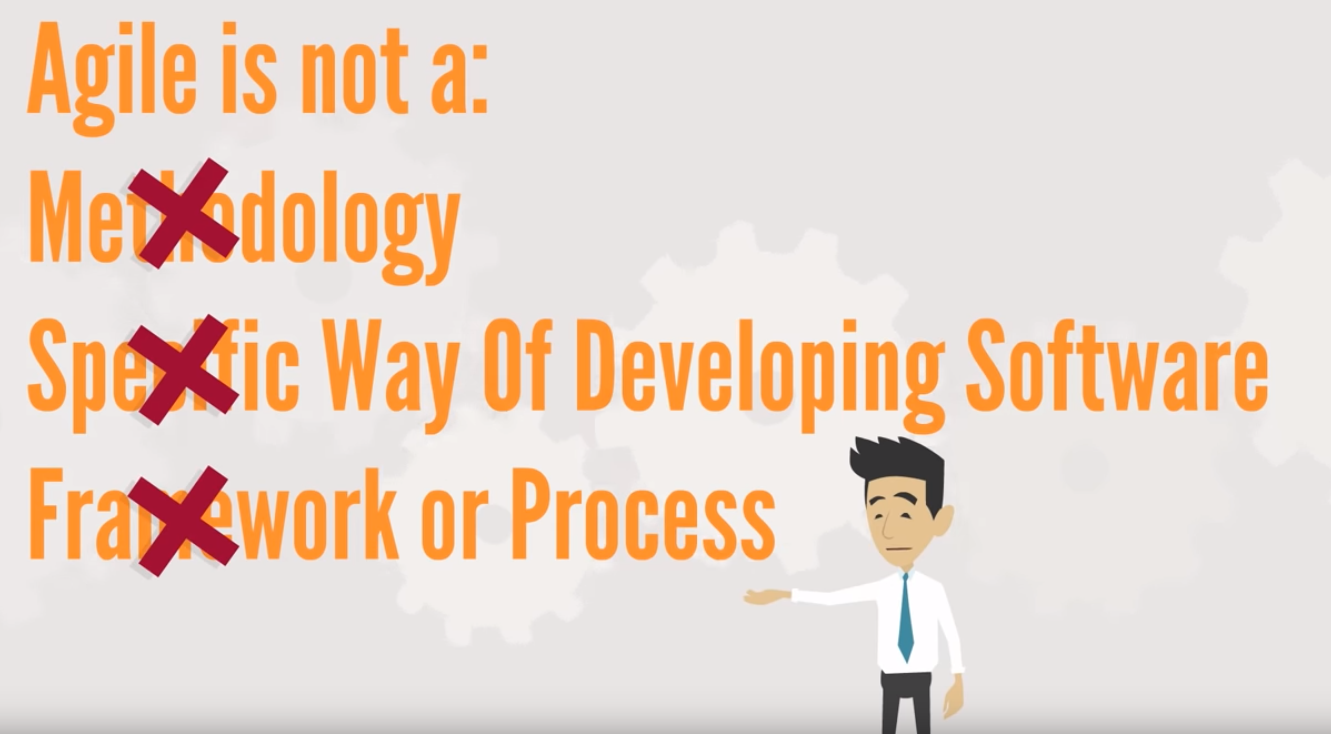 Agile is not a:
Methodology
Specific Way Of Developing Software
Framework or Process